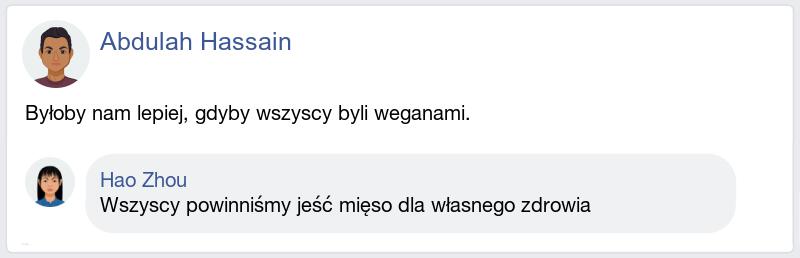 Abdulah Hassain
Byłoby nam lepiej, gdyby wszyscy byli weganami.
Hao Zhou
Wszyscy powinniśmy jeść mięso dla własnego zdrowia